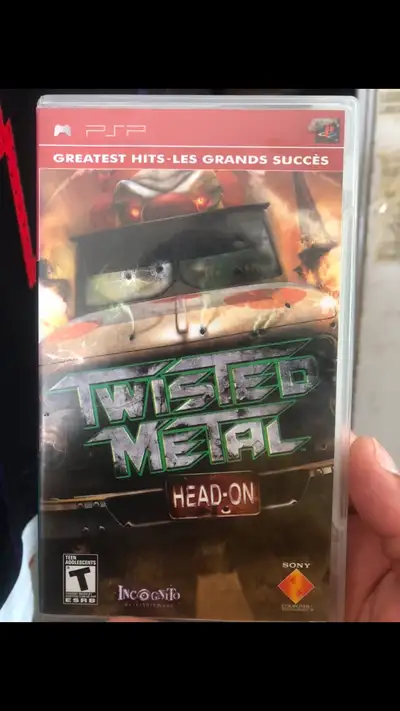 PSP
GREATEST HITS - LES GRANDS SUCCÈS
TWISTED
METAL
HEAD-ON
TEEN
ADOLESCENTS
T
ESRB
INCOGNITO
SONY